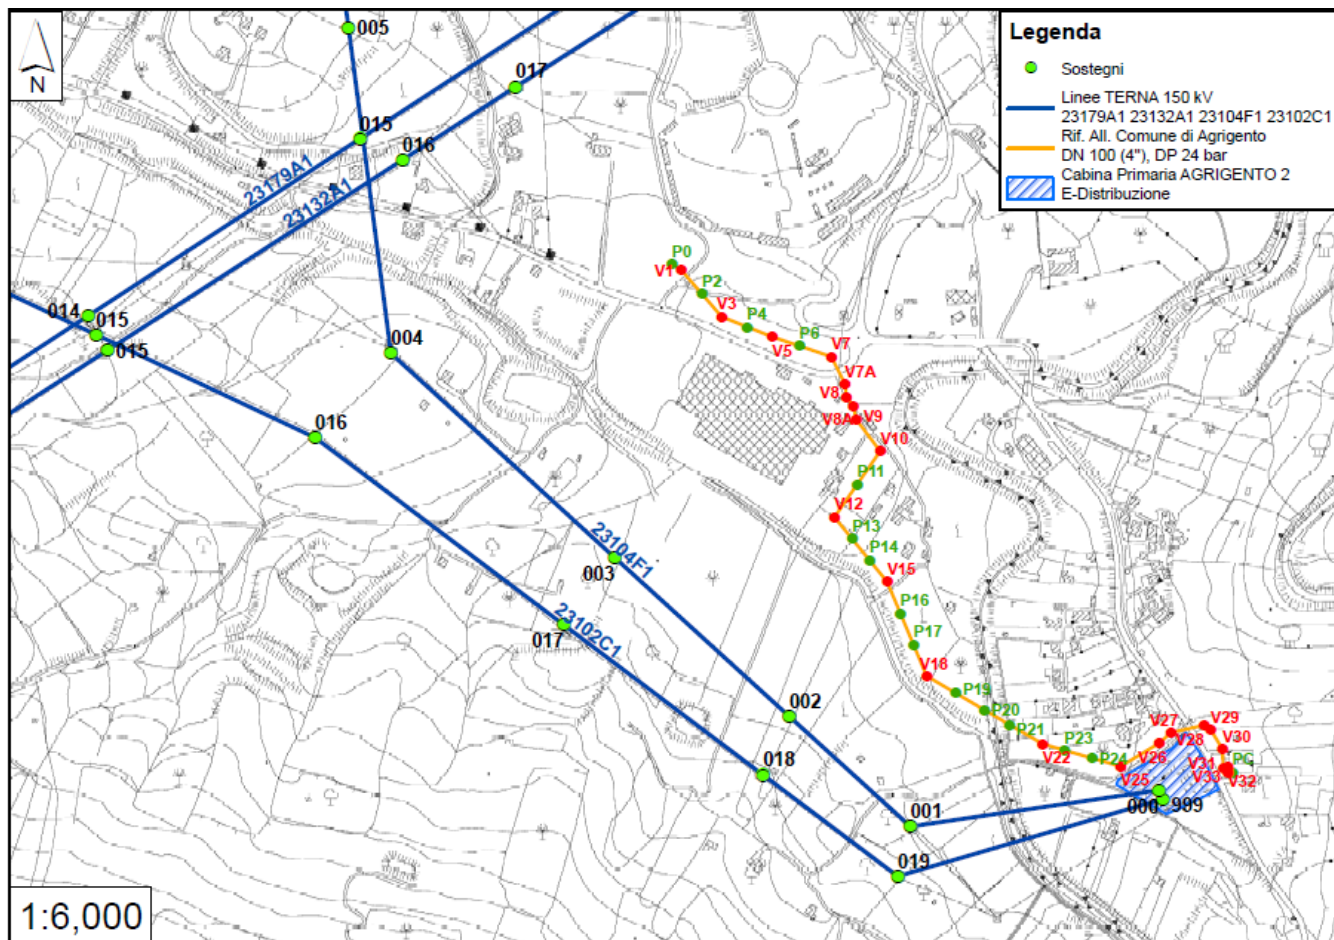 N
Legenda
Sostegni
Linee TERNA 150 kV
23179A1 23132A1 23104F1 23102C1
Rif. All. Comune di Agrigento
DN 100 (4"), DP 24 bar
Cabina Primaria AGRIGENTO 2
E-Distribuzione
005
017
015
016
23179A1
23132A1
014
015
015
004
016
P0
V1
P2
V3
P4
V5
P6
V7
V7A
V8
V9
V8A
V10
P11
V12
P13
P14
V15
P16
P17
V18
P19
P20
P21
V22
P23
P24
V25
V26
V27
V28
V29
V30
V31
PC
V33
V32
23104F1
003
23102C1
017
002
018
001
000
999
019
1:6,000